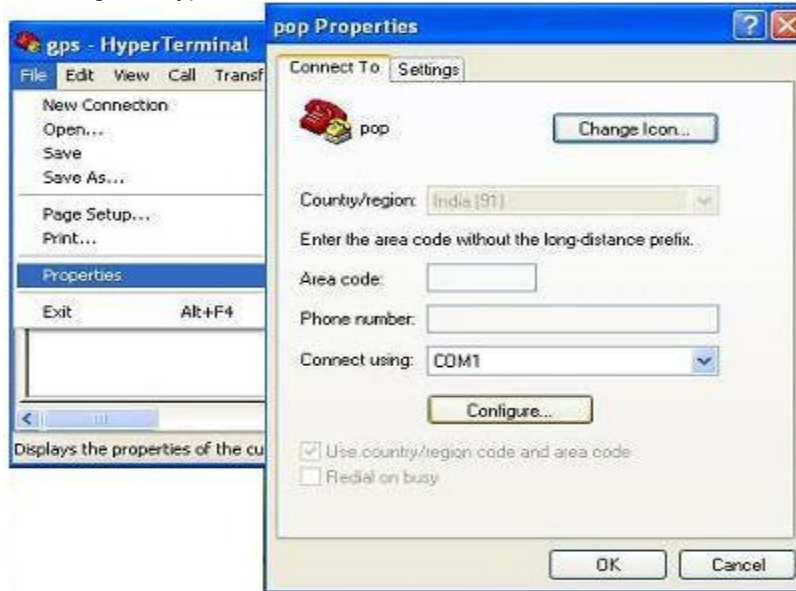 gps - HyperTerminal
File Edit View Call Transf
New Connection
Open...
Save
Save As...
Page Setup...
Print...
Properties
Exit Alt+F4
Displays the properties of the cu
pop Properties
Connect To Settings
pop
Change Icon...
Country/region: India (91)
Enter the area code without the long-distance prefix.
Area code:
Phone number:
Connect using: COM1
Configure...
Use country/region code and area code
Redial on busy
OK Cancel